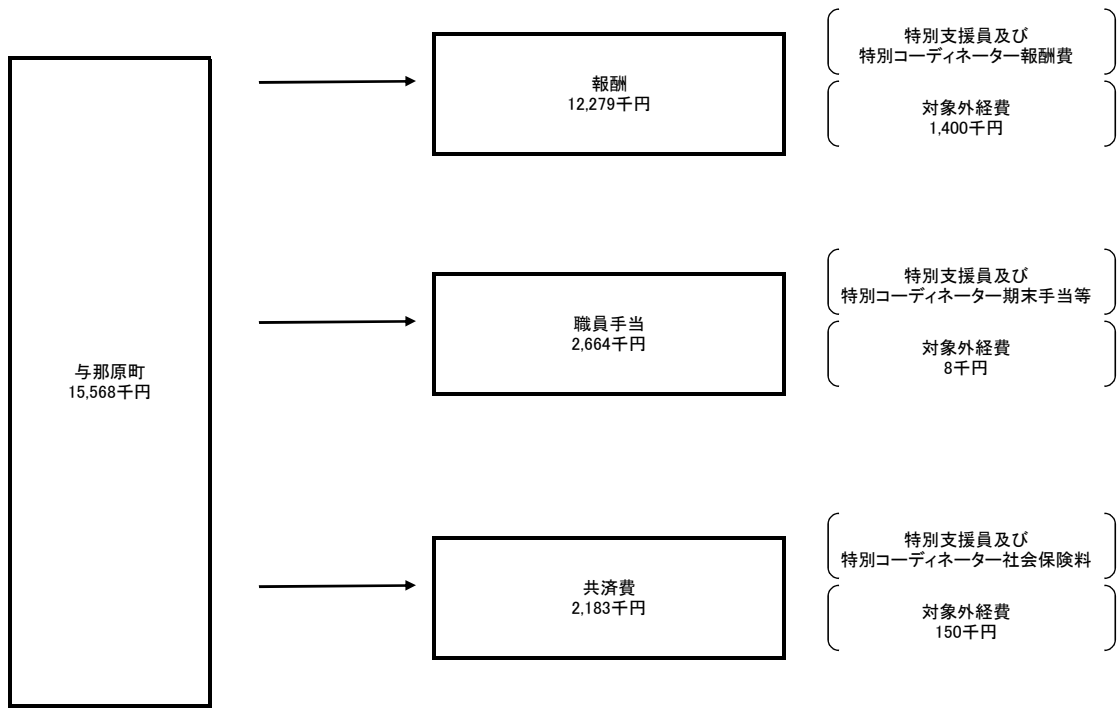 与那原町
15,568千円
報酬
12,279千円
特別支援員及び
特別コーディネーター報酬費
対象外経費
1,400千円
職員手当
2,664千円
特別支援員及び
特別コーディネーター期末手当等
対象外経費
8千円
共済費
2,183千円
特別支援員及び
特別コーディネーター社会保険料
対象外経費
150千円